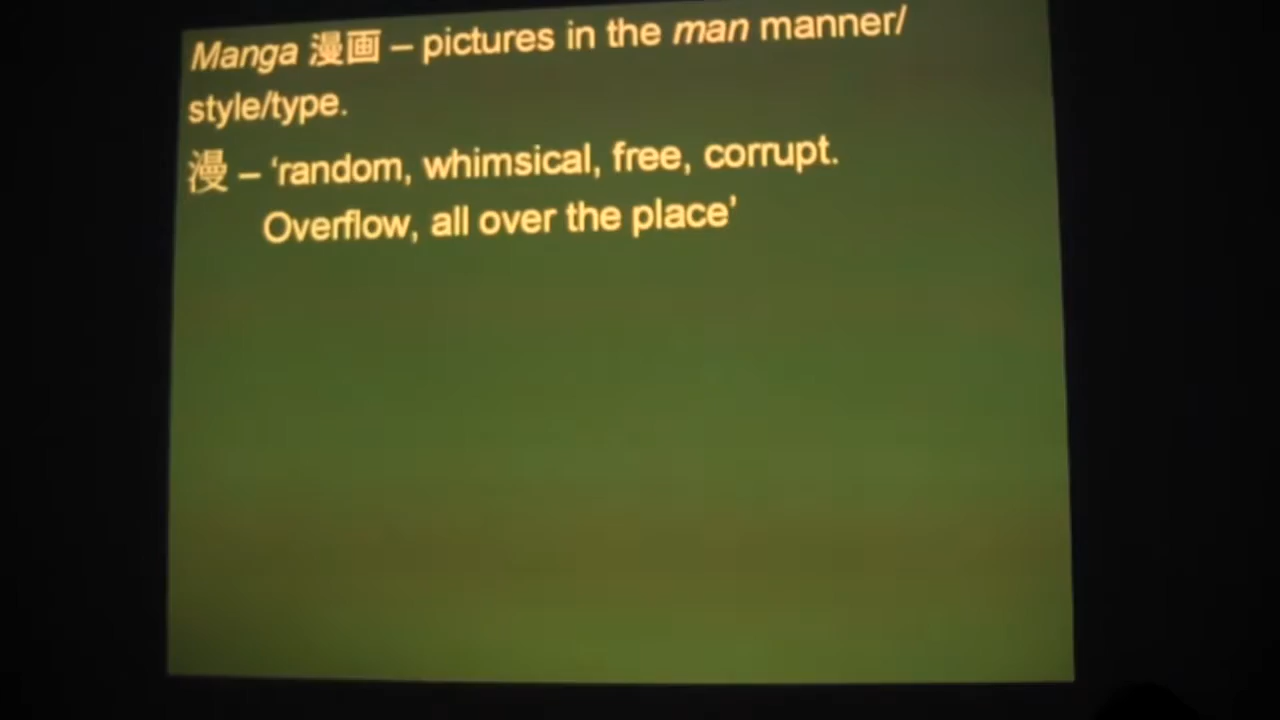 Manga 漫画 – pictures in the man manner/
style/type.
漫 – ‘random, whimsical, free, corrupt.
Overflow, all over the place’